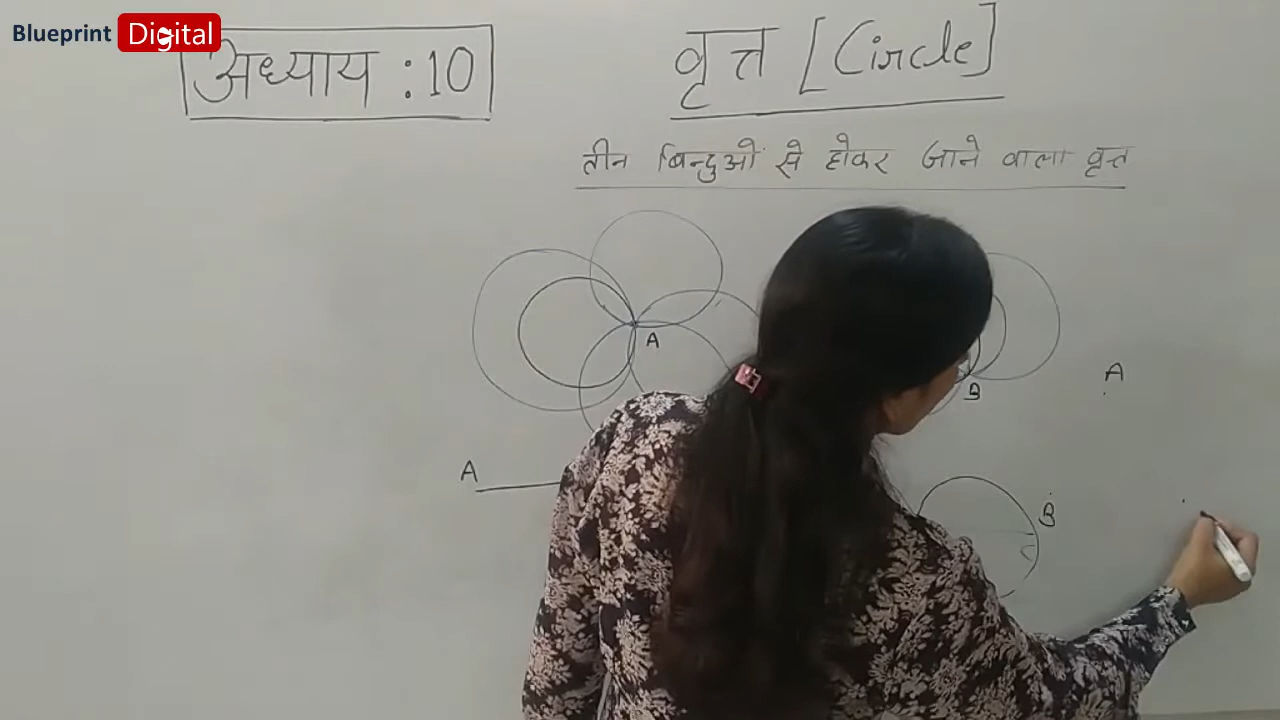 Blueprint Digital
अध्याय : 10
वृत्त [Circle]
तीन बिन्दुओं से होकर जाने वाला वृत्त
A
B
A
A
B